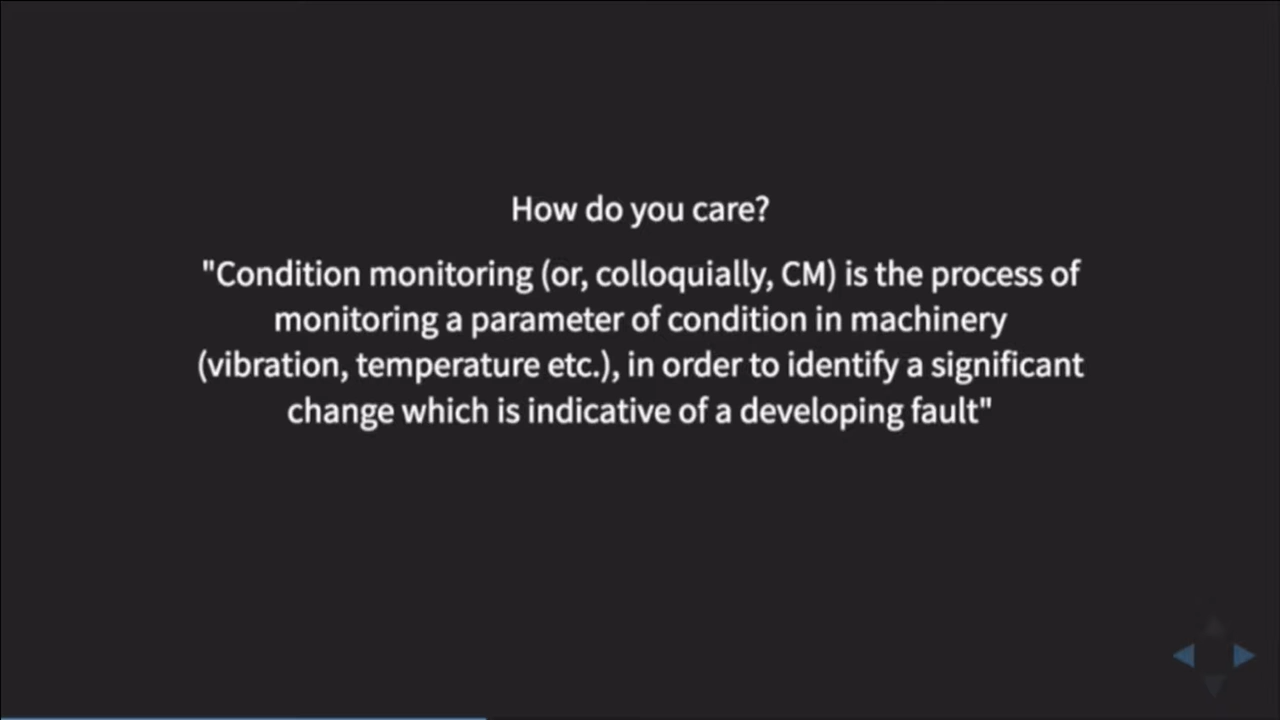 How do you care?
"Condition monitoring (or, colloquially, CM) is the process of
monitoring a parameter of condition in machinery
(vibration, temperature etc.), in order to identify a significant
change which is indicative of a developing fault"